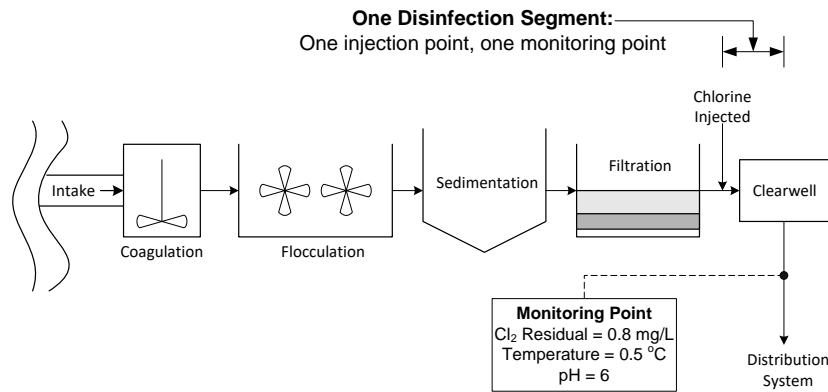 One Disinfection Segment:
One injection point, one monitoring point
Chlorine
Injected
Intake
Coagulation
Flocculation
Sedimentation
Filtration
Clearwell
Monitoring Point
Cl₂ Residual = 0.8 mg/L
Temperature = 0.5 °C
pH = 6
Distribution
System